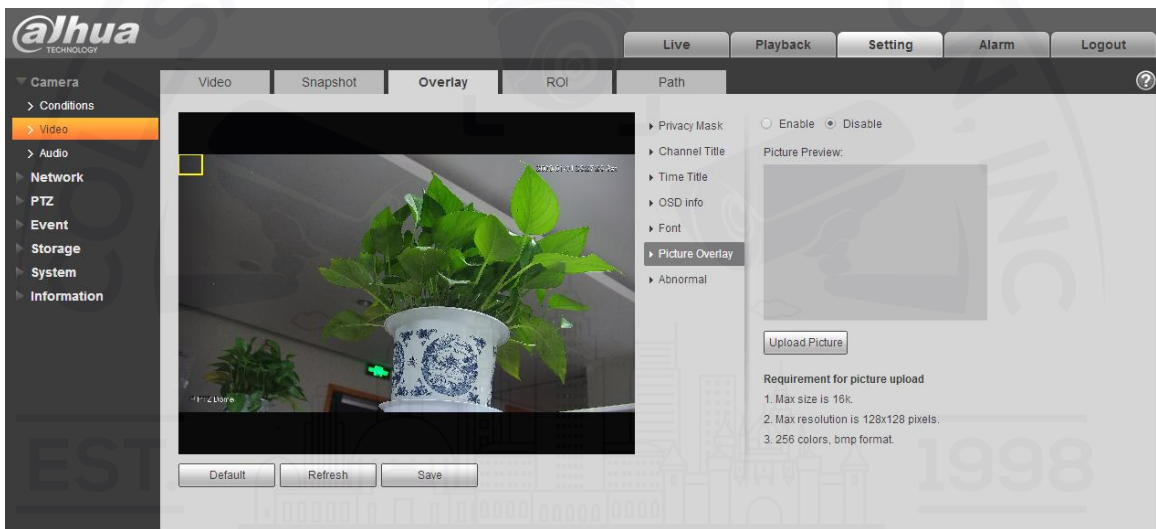 alhua
TECHNOLOGY
Live
Playback
Setting
Alarm
Logout
Camera
Conditions
Video
Audio
Network
PTZ
Event
Storage
System
Information
Video
Snapshot
Overlay
ROI
Path
?
PTZ Dome
Default
Refresh
Save
Privacy Mask
Channel Title
Time Title
OSD info
Font
Picture Overlay
Abnormal
Enable
Disable
Picture Preview:
Upload Picture
Requirement for picture upload
1. Max size is 16k.
2. Max resolution is 128x128 pixels.
3. 256 colors, bmp format.
EST.
1998